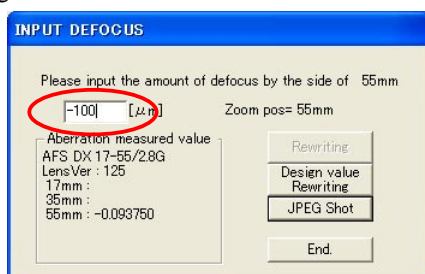 INPUT DEFOCUS
Please input the amount of defocus by the side of 55mm
-100 [μm] Zoom pos= 55mm
Aberration measured value
AFS DX 17-55/2.8G
LensVer : 125
17mm :
35mm :
55mm : -0.093750
Rewriting
Design value
Rewriting
JPEG Shot
End.